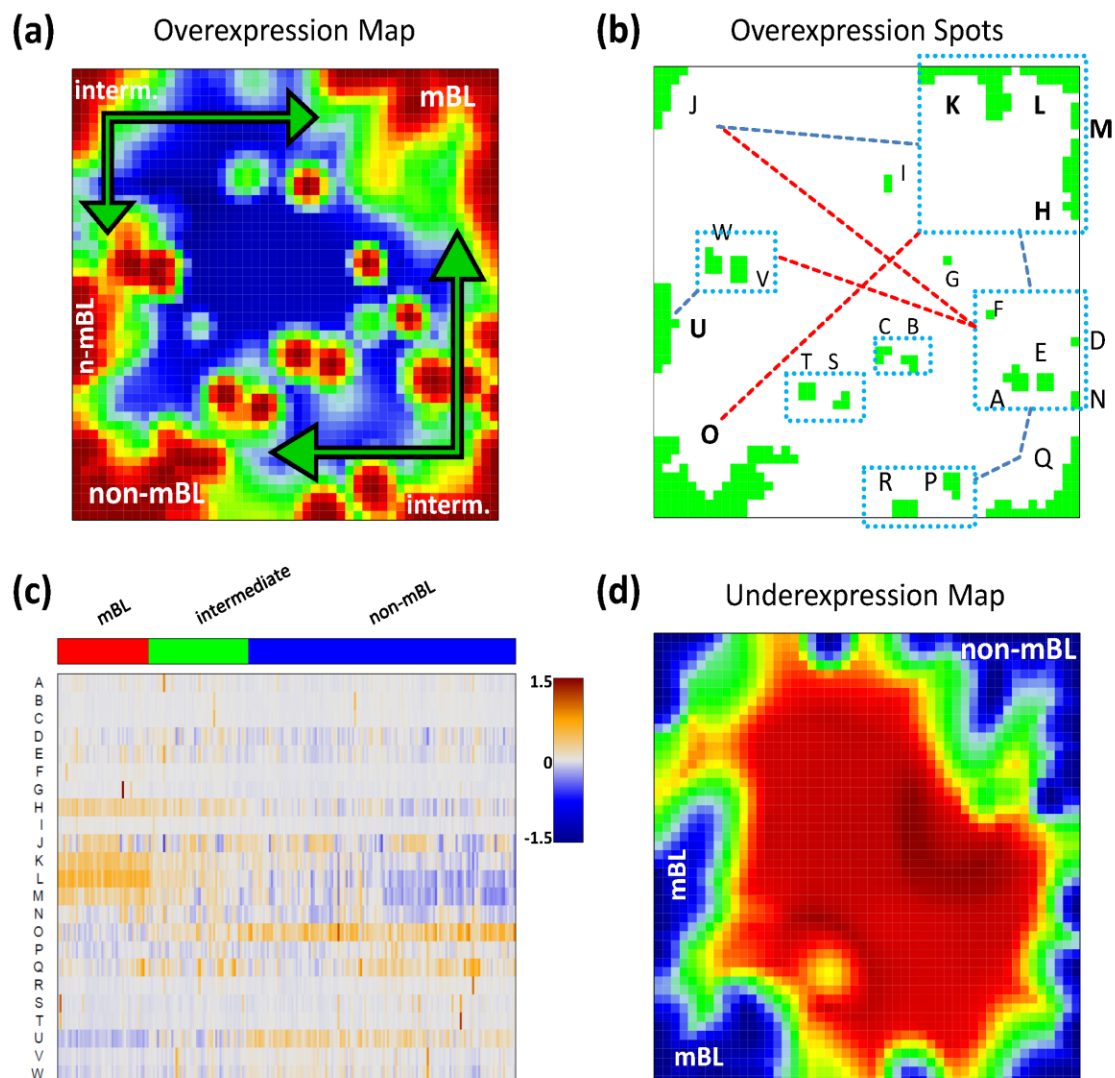 (a) Overexpression Map
interm.
mBL
n-mBL
non-mBL
interm.
(b) Overexpression Spots
J
K
L
M
I
H
W
V
G
U
F
C
B
D
T
S
E
A
N
O
Q
R
P
(c)
mBL
intermediate
non-mBL
A
B
C
D
E
F
G
H
I
J
K
L
M
N
O
P
Q
R
S
T
U
V
W
1.5
0
-1.5
(d) Underexpression Map
non-mBL
mBL
mBL